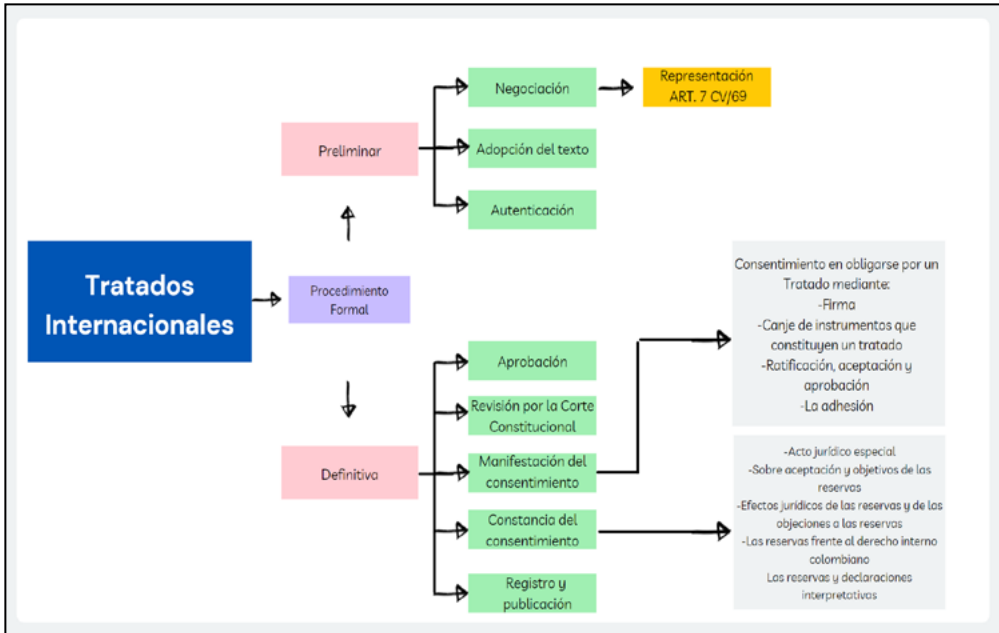 Tratados
Internacionales
Procedimiento
Formal
Preliminar
Negociación
Representación
ART. 7 CV/69
Adopción del texto
Autenticación
Definitiva
Aprobación
Revisión por la Corte
Constitucional
Manifestación del
consentimiento
Consentimiento en obligarse por un
Tratado mediante:
-Firma
-Canje de instrumentos que
constituyen un tratado
-Ratificación, aceptación y
aprobación
-La adhesión
Constancia del
consentimiento
-Acto jurídico especial
-Sobre aceptación y objetivos de las
reservas
-Efectos jurídicos de las reservas y de las
objeciones a las reservas
-Las reservas frente al derecho interno
colombiano
Las reservas y declaraciones
interpretativas
Registro y
publicación